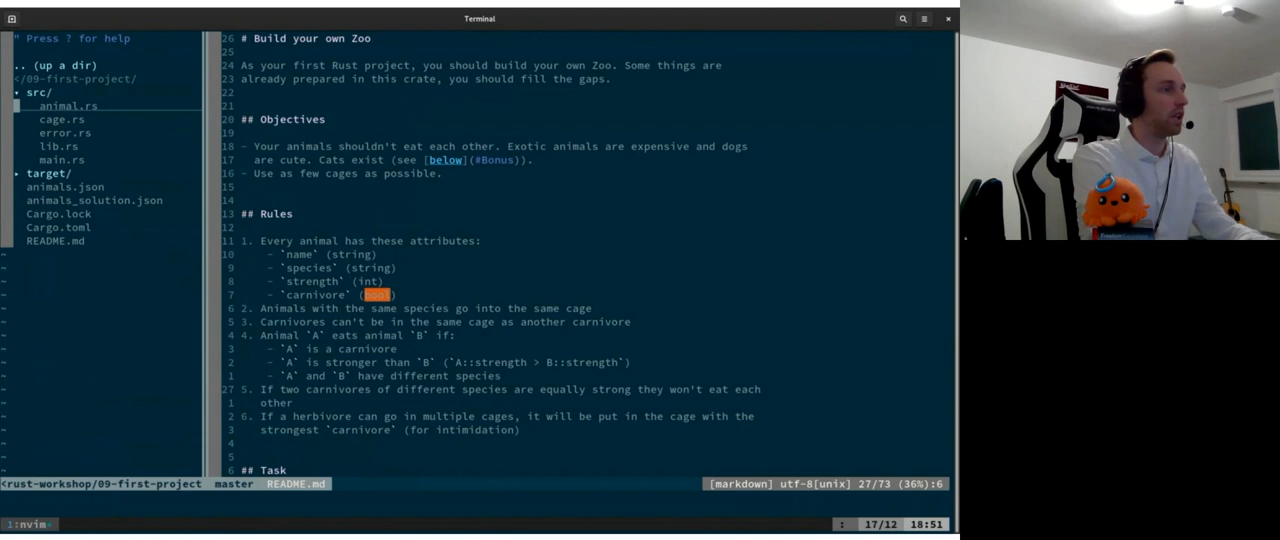 Terminal
" Press ? for help
.. (up a dir)
</09-first-project/
▾ src/
animal.rs
cage.rs
error.rs
lib.rs
main.rs
▸ target/
animals.json
animals_solution.json
Cargo.lock
Cargo.toml
README.md
26 # Build your own Zoo
25
24 As your first Rust project, you should build your own Zoo. Some things are
23 already prepared in this crate, you should fill the gaps.
22
21
20 ## Objectives
19
18 - Your animals shouldn't eat each other. Exotic animals are expensive and dogs
17 are cute. Cats exist (see [below](#Bonus)).
16 - Use as few cages as possible.
15
14
13 ## Rules
12
11 1. Every animal has these attributes:
10 - `name` (string)
9 - `species` (string)
8 - `strength` (int)
7 - `carnivore` (bool)
6 2. Animals with the same species go into the same cage
5 3. Carnivores can't be in the same cage as another carnivore
4 4. Animal `A` eats animal `B` if:
3 - `A` is a carnivore
2 - `A` is stronger than `B` (`A::strength > B::strength`)
1 - `A` and `B` have different species
27 5. If two carnivores of different species are equally strong they won't eat each
1 other
2 6. If a herbivore can go in multiple cages, it will be put in the cage with the
3 strongest `carnivore` (for intimidation)
4
5
6 ## Task
<rust-workshop/09-first-project master README.md [markdown] utf-8[unix] 27/73 (36%):6
1:nvim* : 17/12 18:51